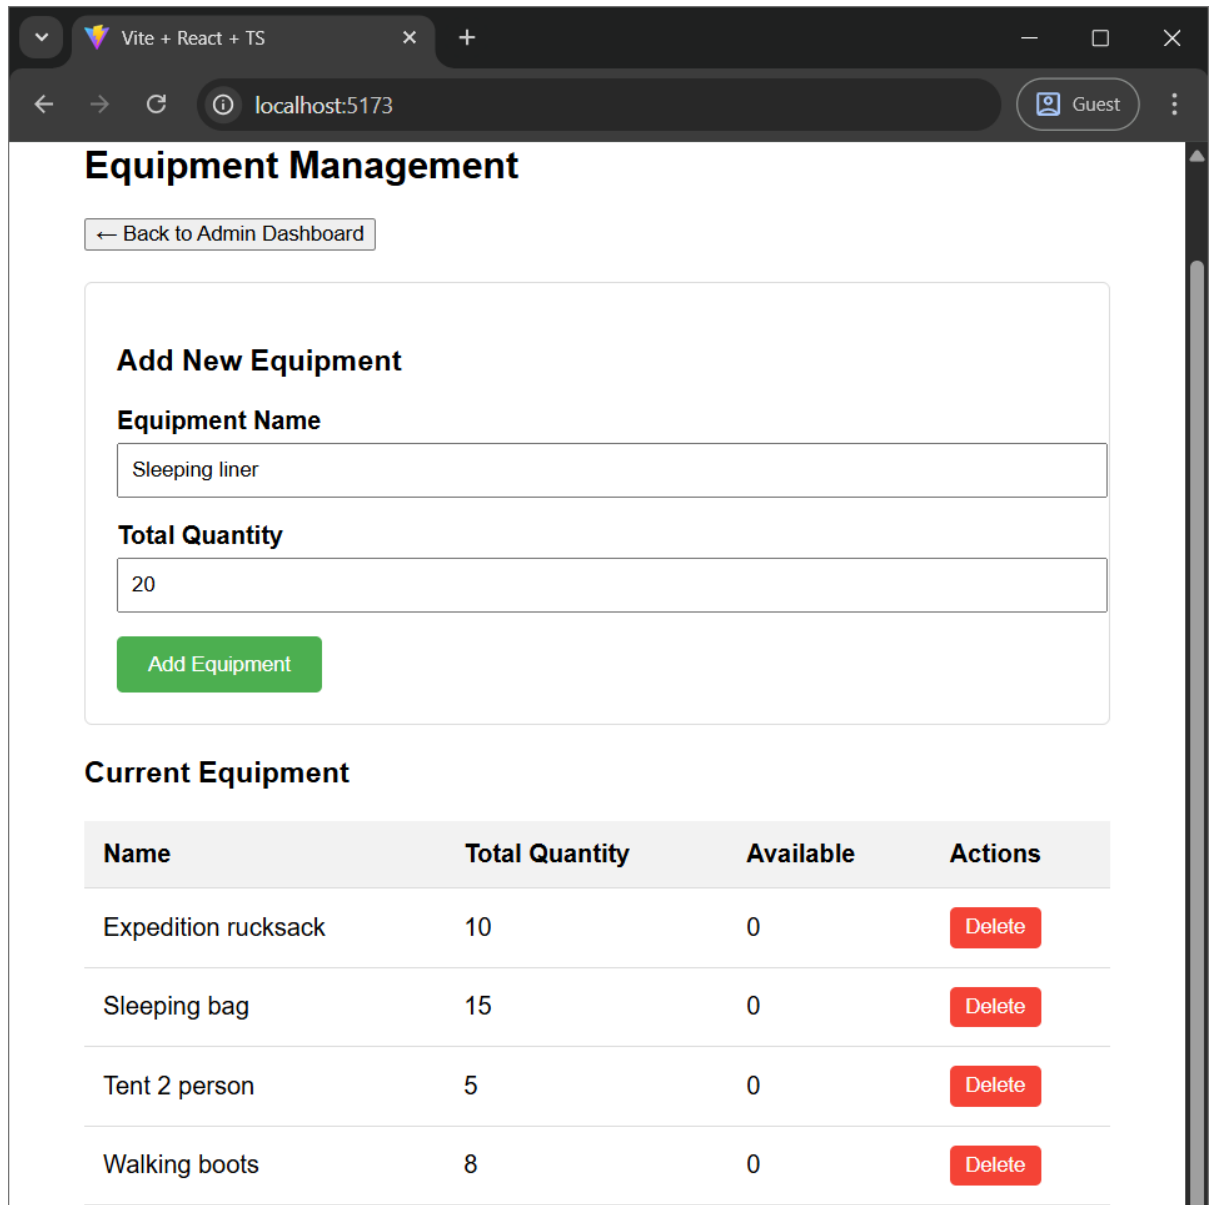 Vite + React + TS
localhost:5173
Guest
Equipment Management
← Back to Admin Dashboard
Add New Equipment
Equipment Name
Sleeping liner
Total Quantity
20
Add Equipment
Current Equipment
Name Total Quantity Available Actions
Expedition rucksack 10 0 Delete
Sleeping bag 15 0 Delete
Tent 2 person 5 0 Delete
Walking boots 8 0 Delete